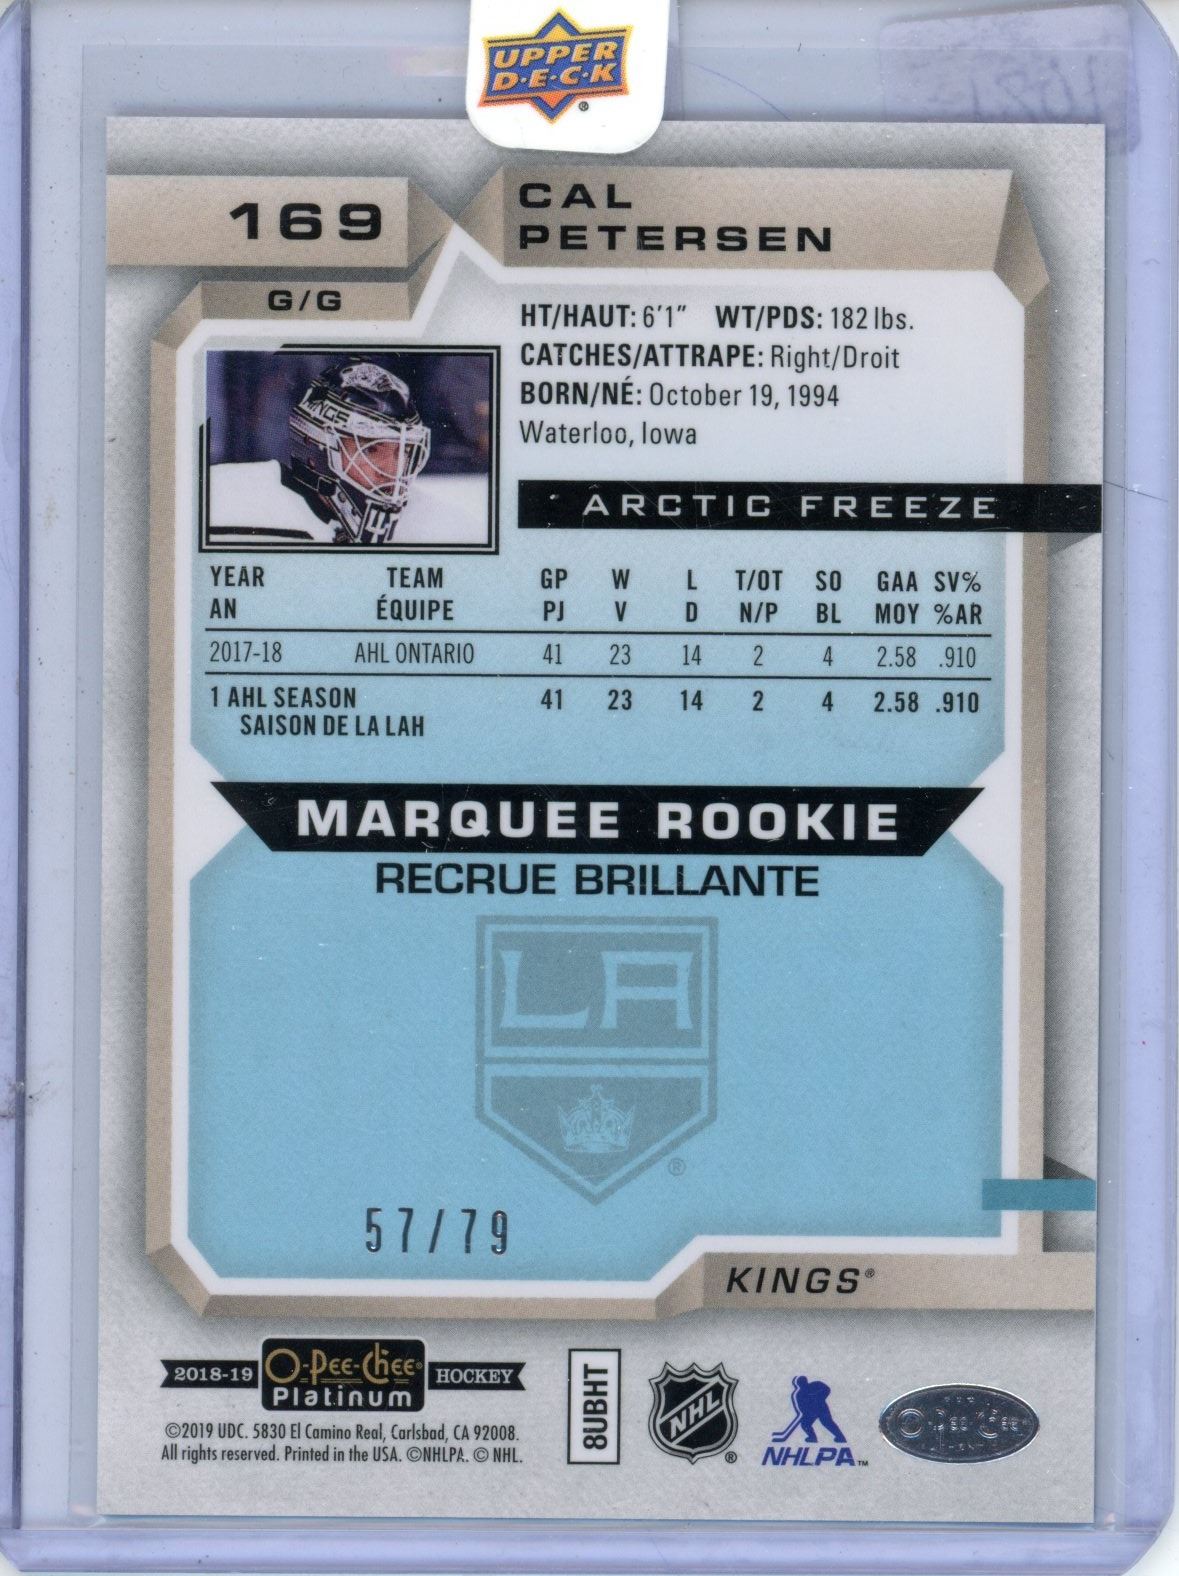 UPPER
D·E·C·K
®
169
CAL
PETERSEN
G/G
HT/HAUT: 6'1" WT/PDS: 182 lbs.
CATCHES/ATTRAPE: Right/Droit
BORN/NÉ: October 19, 1994
Waterloo, Iowa
KINGS
ARCTIC FREEZE
YEAR TEAM GP W L T/OT SO GAA SV%
AN ÉQUIPE PJ V D N/P BL MOY %AR
2017-18 AHL ONTARIO 41 23 14 2 4 2.58 .910
1 AHL SEASON 41 23 14 2 4 2.58 .910
SAISON DE LA LAH
MARQUEE ROOKIE
RECRUE BRILLANTE
LA
®
57/79
KINGS®
2018-19 O-Pee-Chee® Platinum HOCKEY
©2019 UDC. 5830 El Camino Real, Carlsbad, CA 92008.
All rights reserved. Printed in the USA. ©NHLPA. © NHL.
8UBHT
NHL ®
NHLPA™
O-Pee-Chee